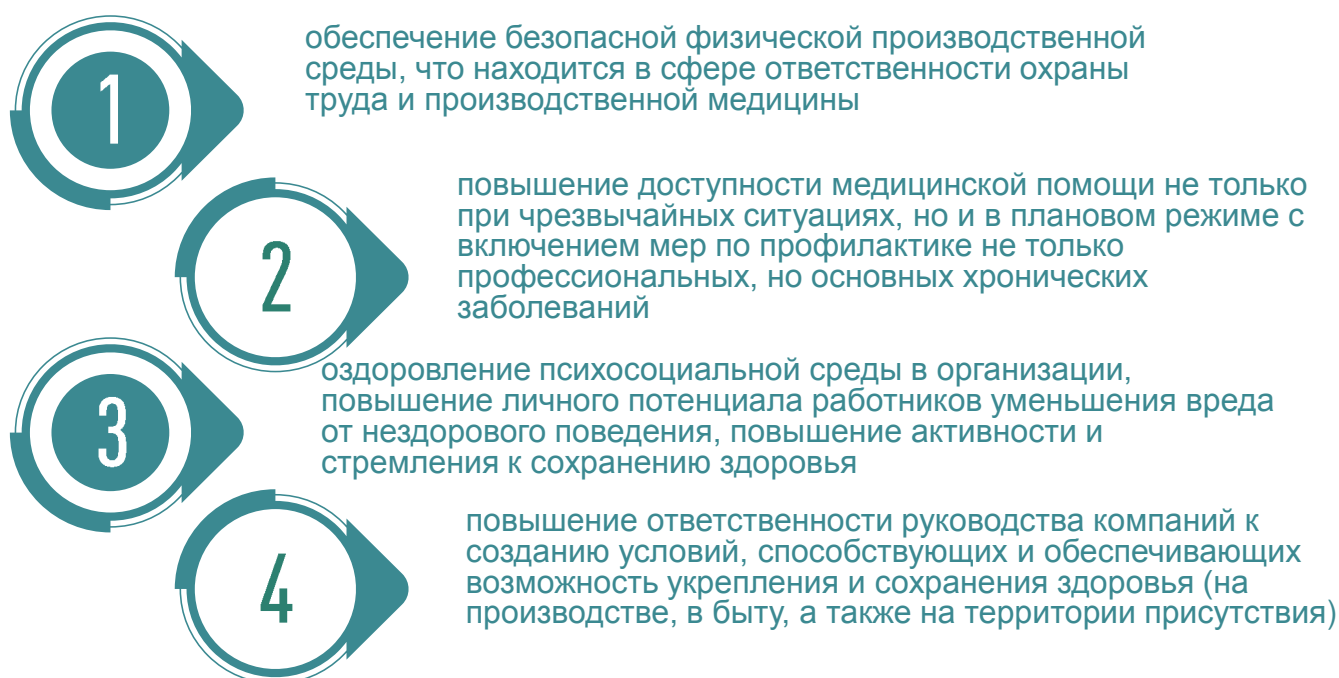 1
обеспечение безопасной физической производственной
среды, что находится в сфере ответственности охраны
труда и производственной медицины
2
повышение доступности медицинской помощи не только
при чрезвычайных ситуациях, но и в плановом режиме с
включением мер по профилактике не только
профессиональных, но основных хронических
заболеваний
3
оздоровление психосоциальной среды в организации,
повышение личного потенциала работников уменьшения вреда
от нездорового поведения, повышение активности и
стремления к сохранению здоровья
4
повышение ответственности руководства компаний к
созданию условий, способствующих и обеспечивающих
возможность укрепления и сохранения здоровья (на
производстве, в быту, а также на территории присутствия)